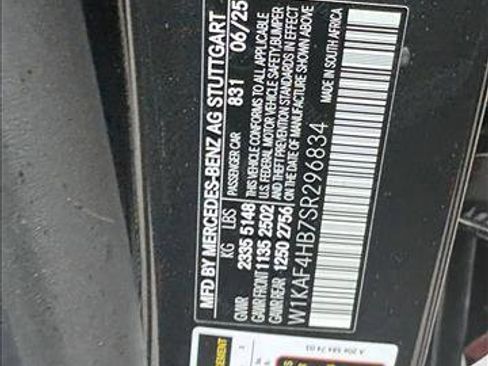 MFD BY MERCEDES-BENZ AG STUTTGART
KG LBS PASSENGER CAR 831 06/25
GVWR 2335 5148 THIS VEHICLE CONFORMS TO ALL APPLICABLE
GAWR FRONT 1135 2502 U.S. FEDERAL MOTOR VEHICLE SAFETY, BUMPER
GAWR REAR 1250 2756 AND THEFT PREVENTION STANDARDS IN EFFECT
ON THE DATE OF MANUFACTURE SHOWN ABOVE
W1KAF4HB7SR296834 MADE IN SOUTH AFRICA